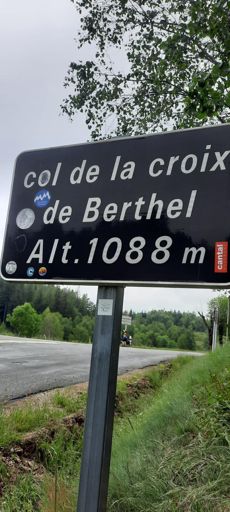 col de la croix
de Berthel
Alt. 1088 m
cantal